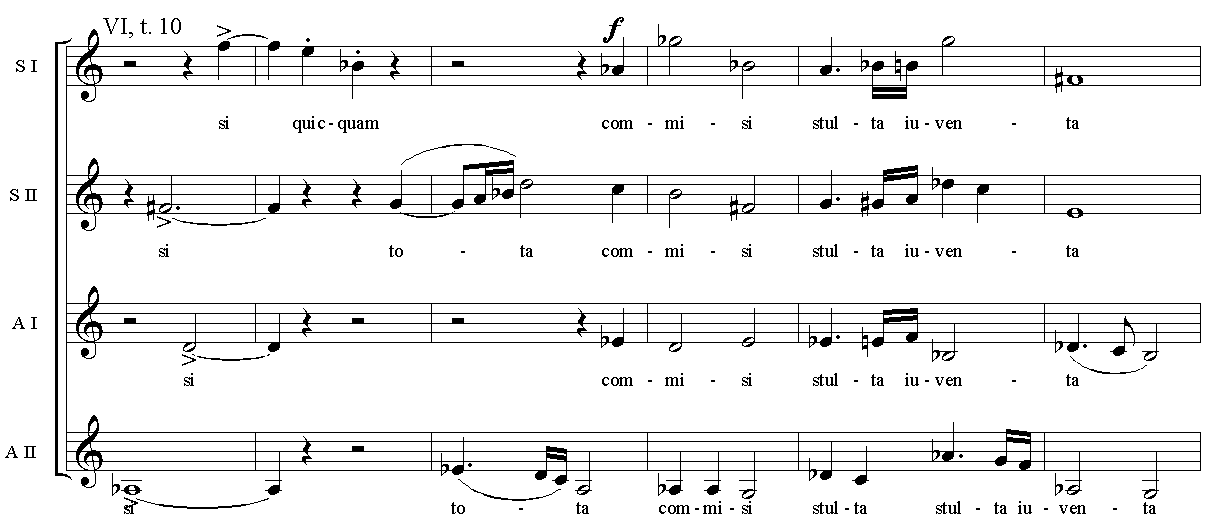 VI, t. 10
f
S I
si quic-quam com - mi - si stul - ta iu - ven - ta
S II
si to - ta com - mi - si stul - ta iu - ven - ta
A I
si com - mi - si stul - ta iu - ven - ta
A II
si to - ta com-mi- si stul-ta stul - ta iu - ven - ta